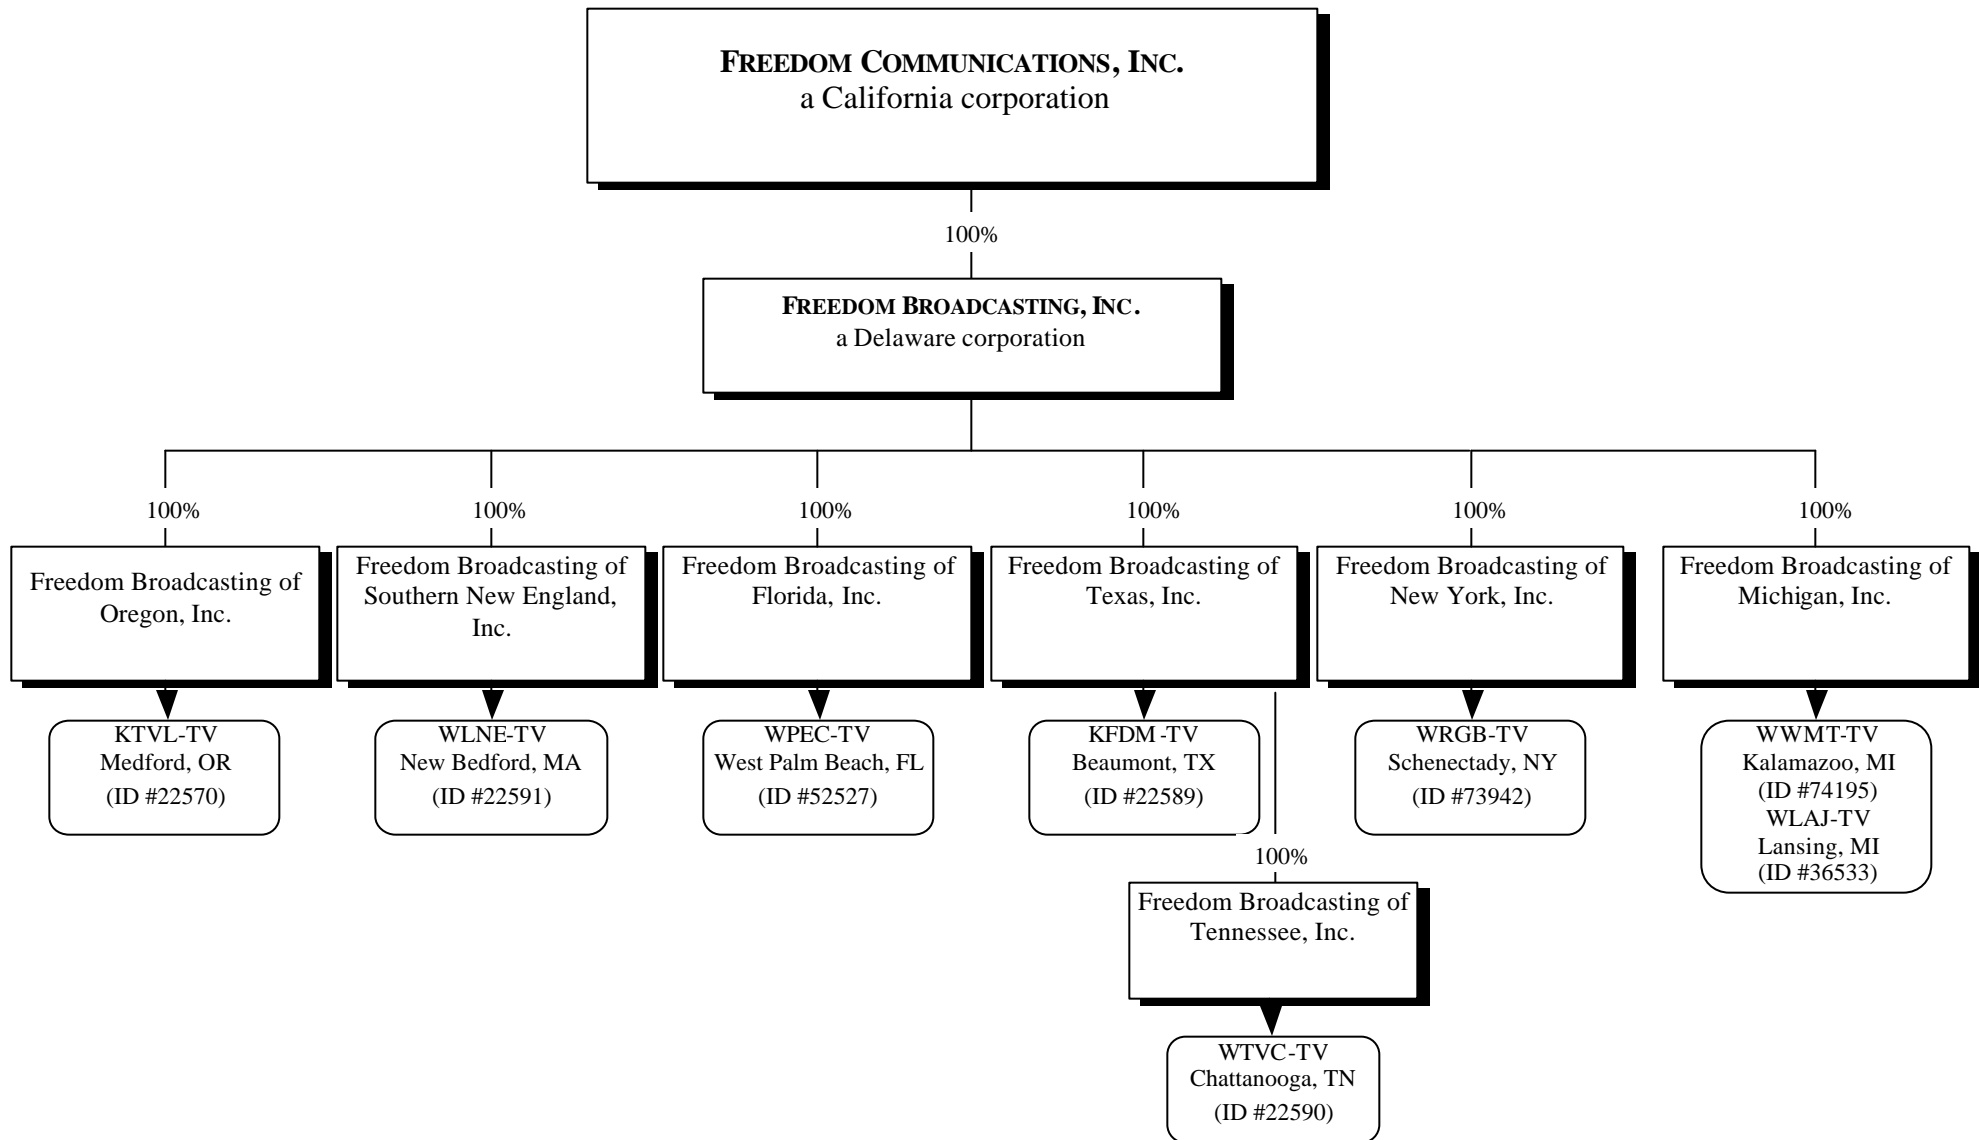 FREEDOM COMMUNICATIONS, INC.
a California corporation
100%
FREEDOM BROADCASTING, INC.
a Delaware corporation
100%
100%
100%
100%
100%
100%
Freedom Broadcasting of
Oregon, Inc.
Freedom Broadcasting of
Southern New England,
Inc.
Freedom Broadcasting of
Florida, Inc.
Freedom Broadcasting of
Texas, Inc.
Freedom Broadcasting of
New York, Inc.
Freedom Broadcasting of
Michigan, Inc.
KTVL-TV
Medford, OR
(ID #22570)
WLNE-TV
New Bedford, MA
(ID #22591)
WPEC-TV
West Palm Beach, FL
(ID #52527)
KFDM-TV
Beaumont, TX
(ID #22589)
WRGB-TV
Schenectady, NY
(ID #73942)
WWMT-TV
Kalamazoo, MI
(ID #74195)
WLAJ-TV
Lansing, MI
(ID #36533)
100%
Freedom Broadcasting of
Tennessee, Inc.
WTVC-TV
Chattanooga, TN
(ID #22590)